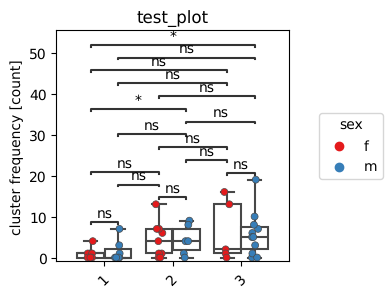 test_plot
cluster frequency [count]
50
40
30
20
10
0
*
ns
ns
ns
ns
*
ns
ns
ns
ns
ns
ns
ns
ns
ns
1
2
3
sex
f
m